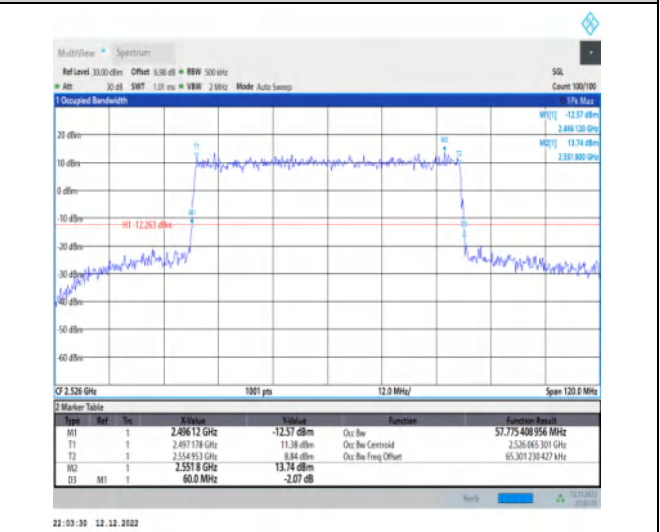 MultiView Spectrum
Ref Level 30.00 dBm Offset 6.98 dB RBW 500 kHz SGL
Att 30 dB SWT 1.01 ms VBW 2 MHz Mode Auto Sweep Count 100/100
1 Occupied Bandwidth 1Pk Max
M1[1] -12.57 dBm
2.496 120 GHz
M2[1] 13.74 dBm
2.551 800 GHz
20 dBm
M2
T1
T2
10 dBm
0 dBm
-10 dBm
M1
H1 -12.263 dBm
-20 dBm
-30 dBm
-40 dBm
-50 dBm
-60 dBm
CF 2.526 GHz 1001 pts 12.0 MHz/ Span 120.0 MHz
2 Marker Table
Type Ref Trc X-Value Y-Value Function Function Result
M1 1 2.49612 GHz -12.57 dBm Occ Bw 57.775 408 956 MHz
T1 1 2.497 178 GHz 11.38 dBm Occ Bw Centroid 2.526 065 301 GHz
T2 1 2.554 953 GHz 8.84 dBm Occ Bw Freq Offset 65.301 230 427 kHz
M2 1 2.5518 GHz 13.74 dBm
D3 M1 1 60.0 MHz -2.07 dB
Ready
22:03:30 12.12.2022